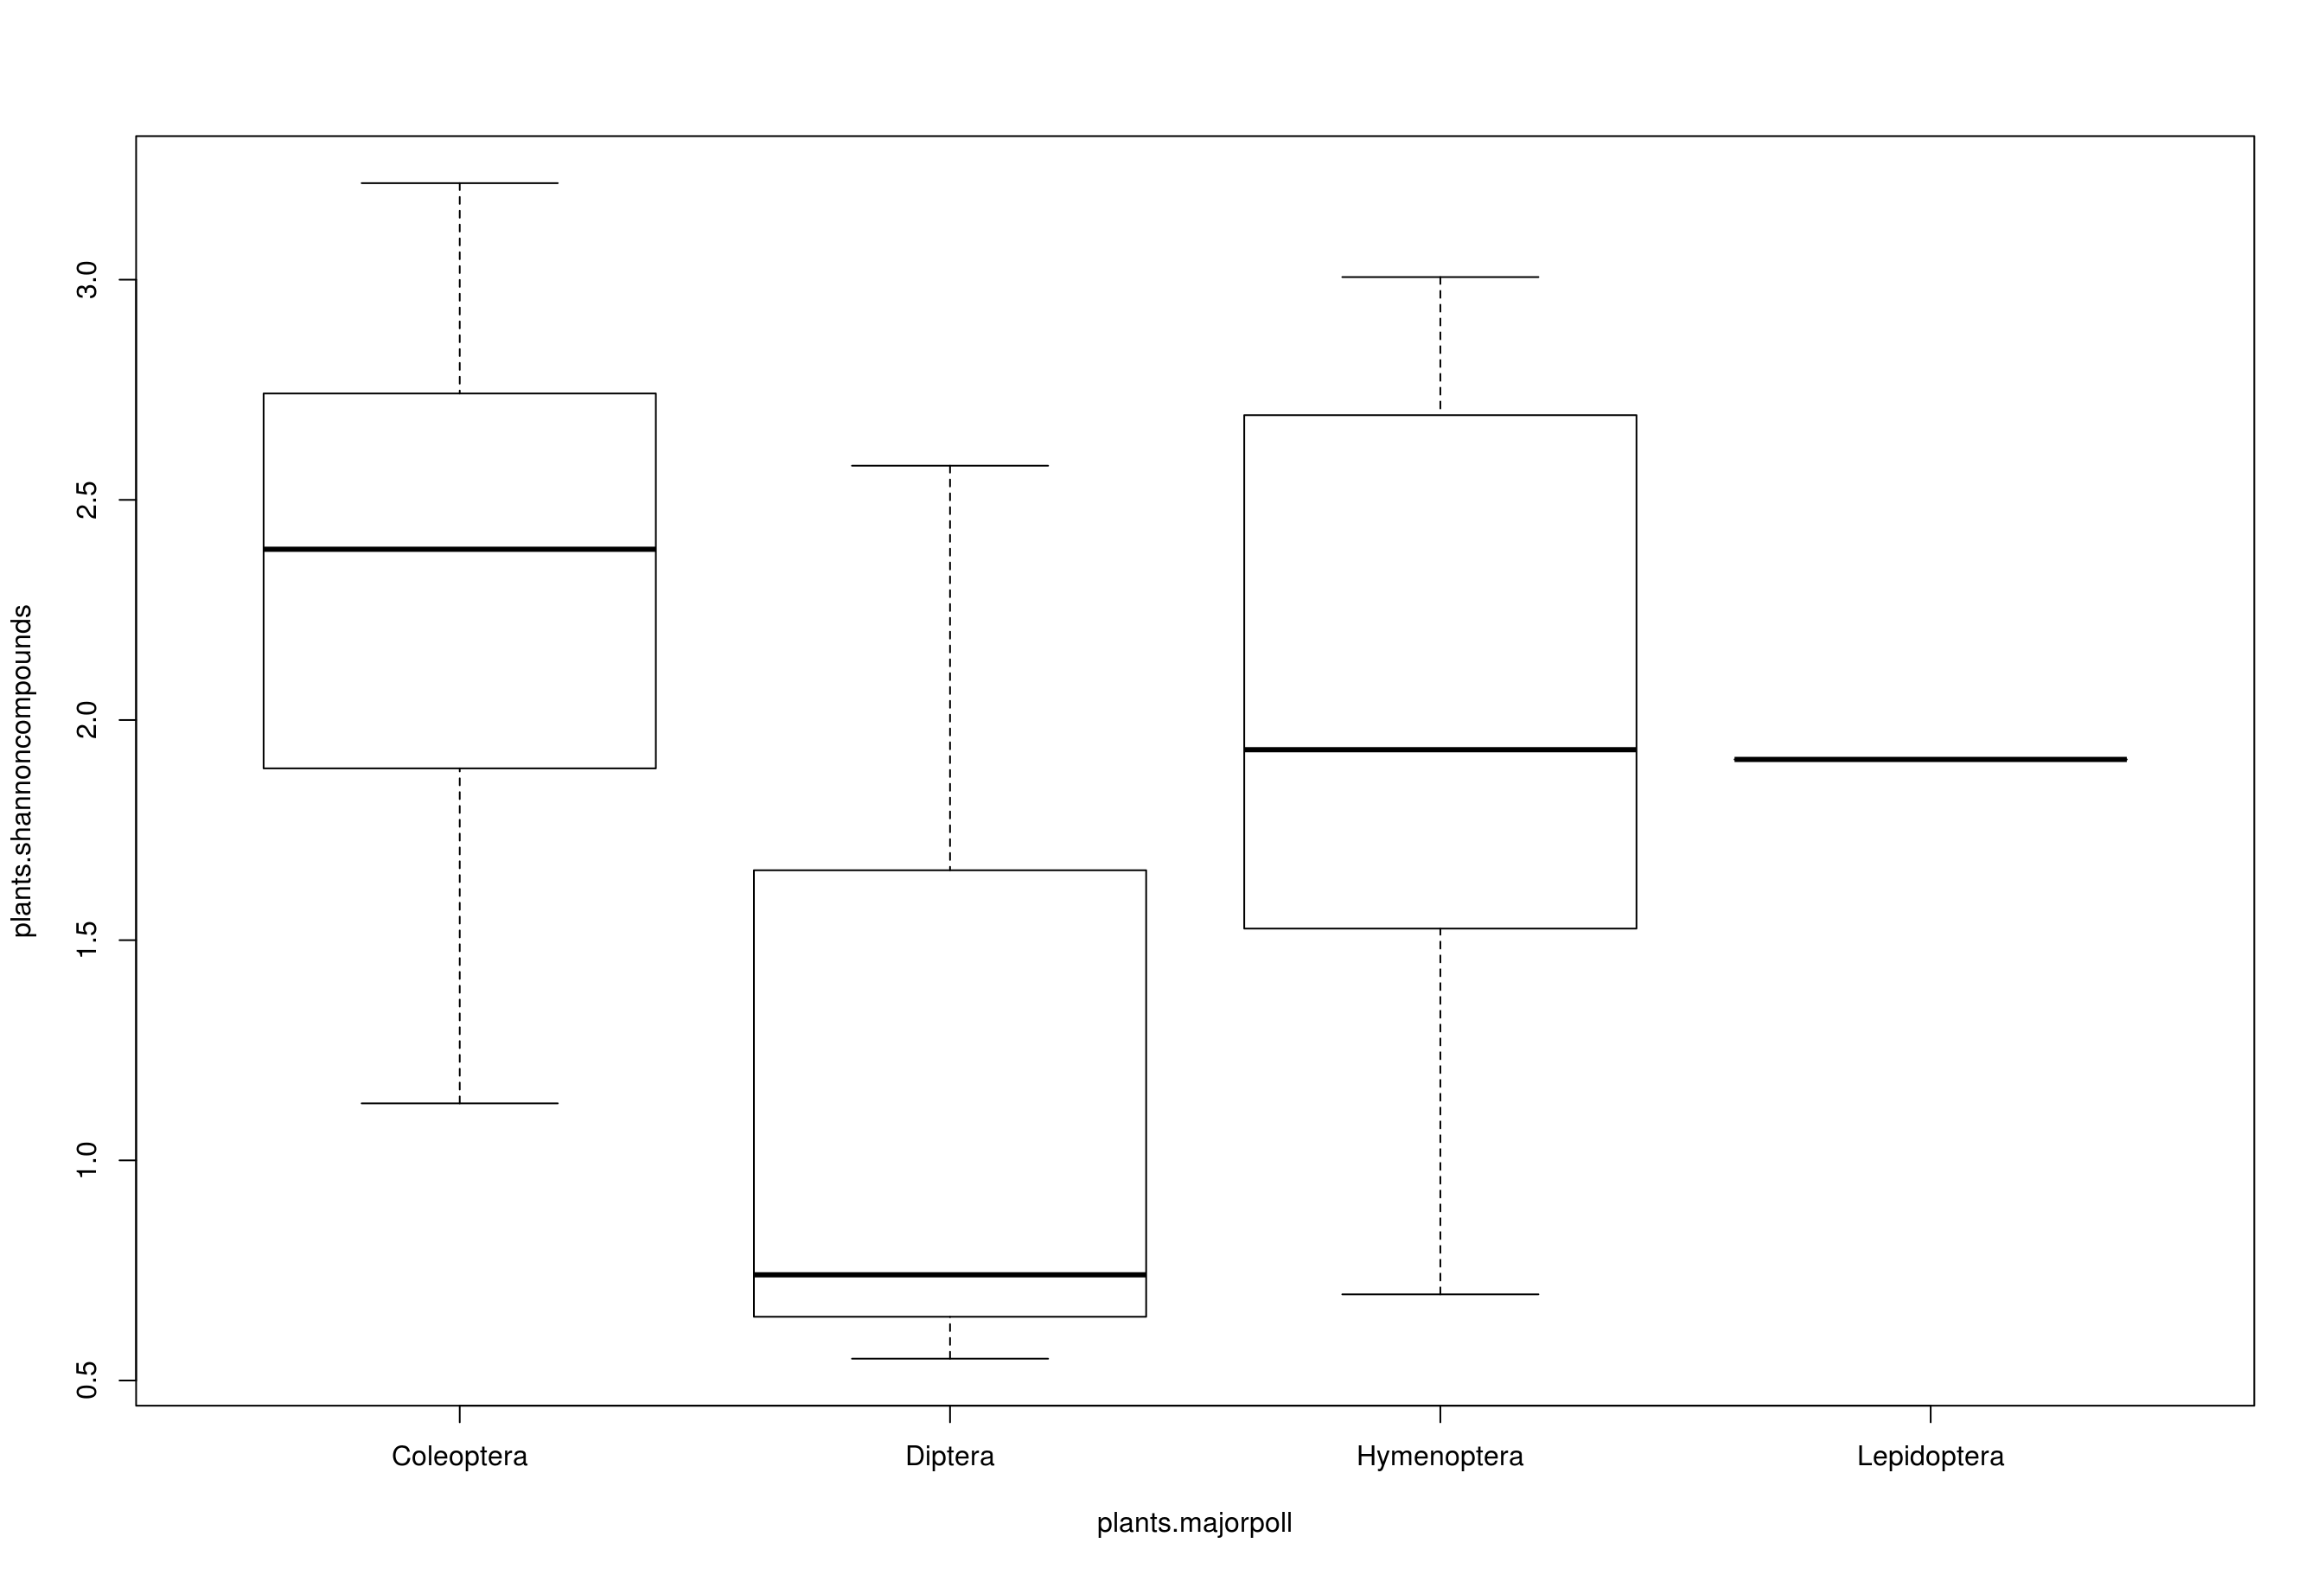 plants.shannoncompounds
3.0
2.5
2.0
1.5
1.0
0.5
Coleoptera Diptera Hymenoptera Lepidoptera
plants.majorpoll